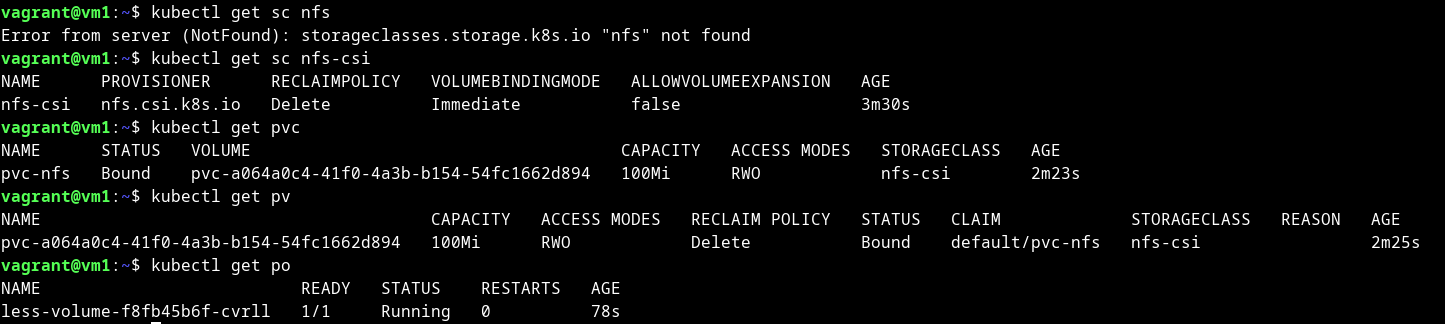 vagrant@vm1:~$ kubectl get sc nfs
Error from server (NotFound): storageclasses.storage.k8s.io "nfs" not found
vagrant@vm1:~$ kubectl get sc nfs-csi
NAME      PROVISIONER      RECLAIMPOLICY   VOLUMEBINDINGMODE   ALLOWVOLUMEEXPANSION   AGE
nfs-csi   nfs.csi.k8s.io   Delete          Immediate           false                  3m30s
vagrant@vm1:~$ kubectl get pvc
NAME      STATUS   VOLUME                                     CAPACITY   ACCESS MODES   STORAGECLASS   AGE
pvc-nfs   Bound    pvc-a064a0c4-41f0-4a3b-b154-54fc1662d894   100Mi      RWO            nfs-csi        2m23s
vagrant@vm1:~$ kubectl get pv
NAME                                       CAPACITY   ACCESS MODES   RECLAIM POLICY   STATUS   CLAIM             STORAGECLASS   REASON   AGE
pvc-a064a0c4-41f0-4a3b-b154-54fc1662d894   100Mi      RWO            Delete           Bound    default/pvc-nfs   nfs-csi                 2m25s
vagrant@vm1:~$ kubectl get po
NAME                          READY   STATUS    RESTARTS   AGE
less-volume-f8fb45b6f-cvrll   1/1     Running   0          78s